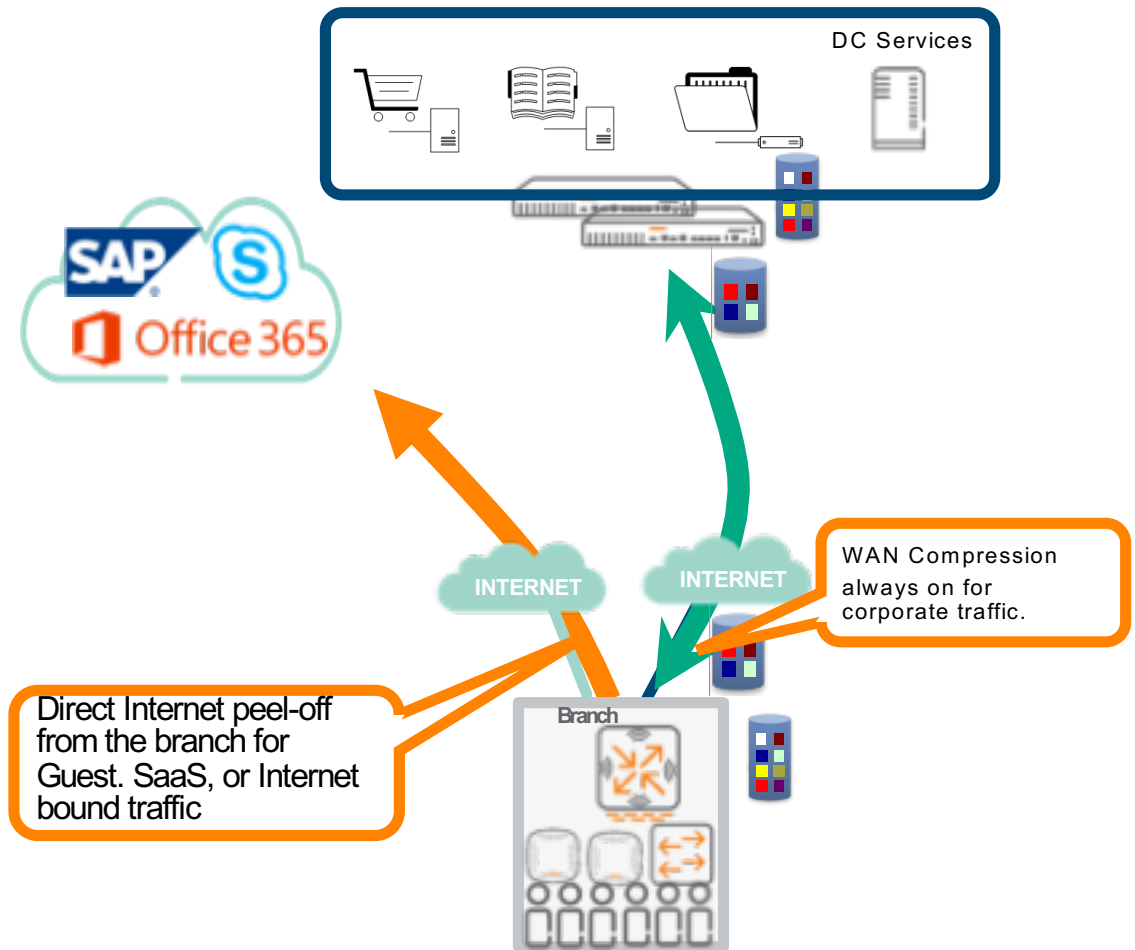 DC Services
SAP
S
Office 365
INTERNET
INTERNET
WAN Compression
always on for
corporate traffic.
Direct Internet peel-off
from the branch for
Guest. SaaS, or Internet
bound traffic
Branch